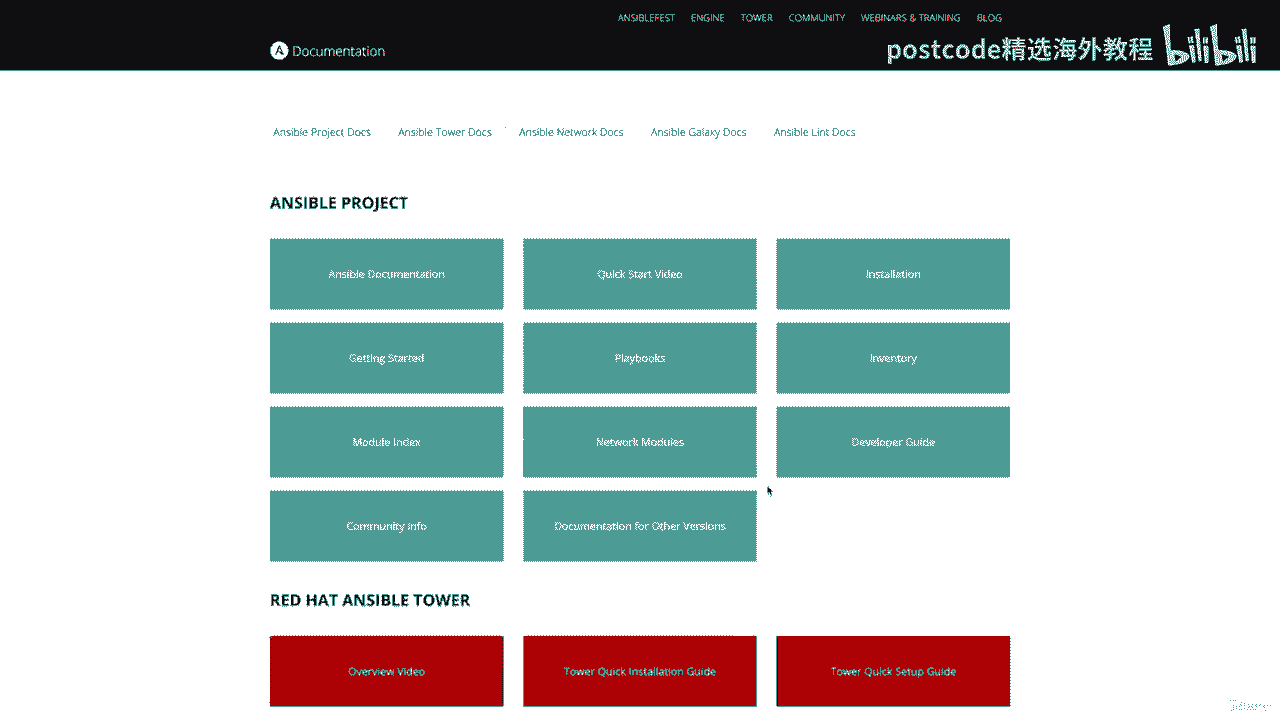 ANSIBLEFEST ENGINE TOWER COMMUNITY WEBINARS & TRAINING BLOG
A Documentation
postcode精选海外教程 bilibili
Ansible Project Docs Ansible Tower Docs Ansible Network Docs Ansible Galaxy Docs Ansible Lint Docs
ANSIBLE PROJECT
Ansible Documentation Quick Start Video Installation
Getting Started Playbooks Inventory
Module Index Network Modules Developer Guide
Community Info Documentation for Other Versions
RED HAT ANSIBLE TOWER
Overview Video Tower Quick Installation Guide Tower Quick Setup Guide